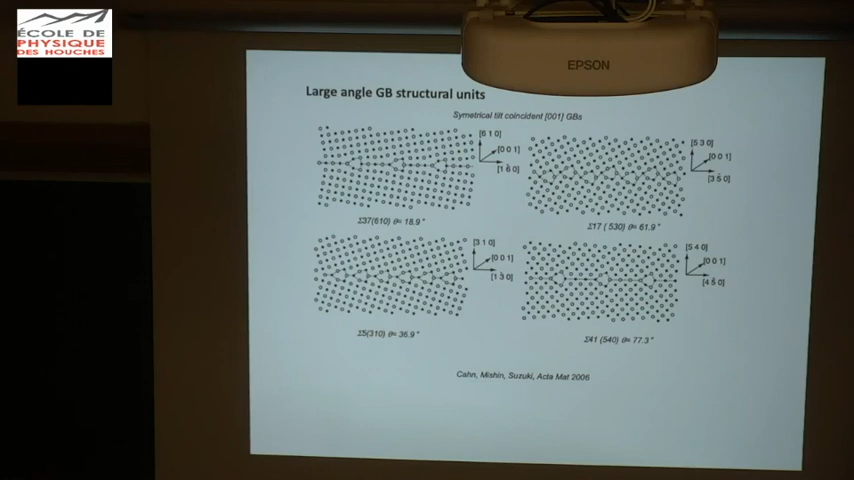 ÉCOLE DE
PHYSIQUE
DES HOUCHES
EPSON
Large angle GB structural units
Symetrical tilt coincident [001] GBs
[6 1 0]
[0 0 1]
[1 6̄ 0]
Σ37(610) θ= 18.9°
[5 3 0]
[0 0 1]
[3 5̄ 0]
Σ17 ( 530) θ= 61.9°
[3 1 0]
[0 0 1]
[1 3̄ 0]
Σ5(310) θ= 36.9°
[5 4 0]
[0 0 1]
[4 5̄ 0]
Σ41 (540) θ= 77.3°
Cahn, Mishin, Suzuki, Acta Mat 2006